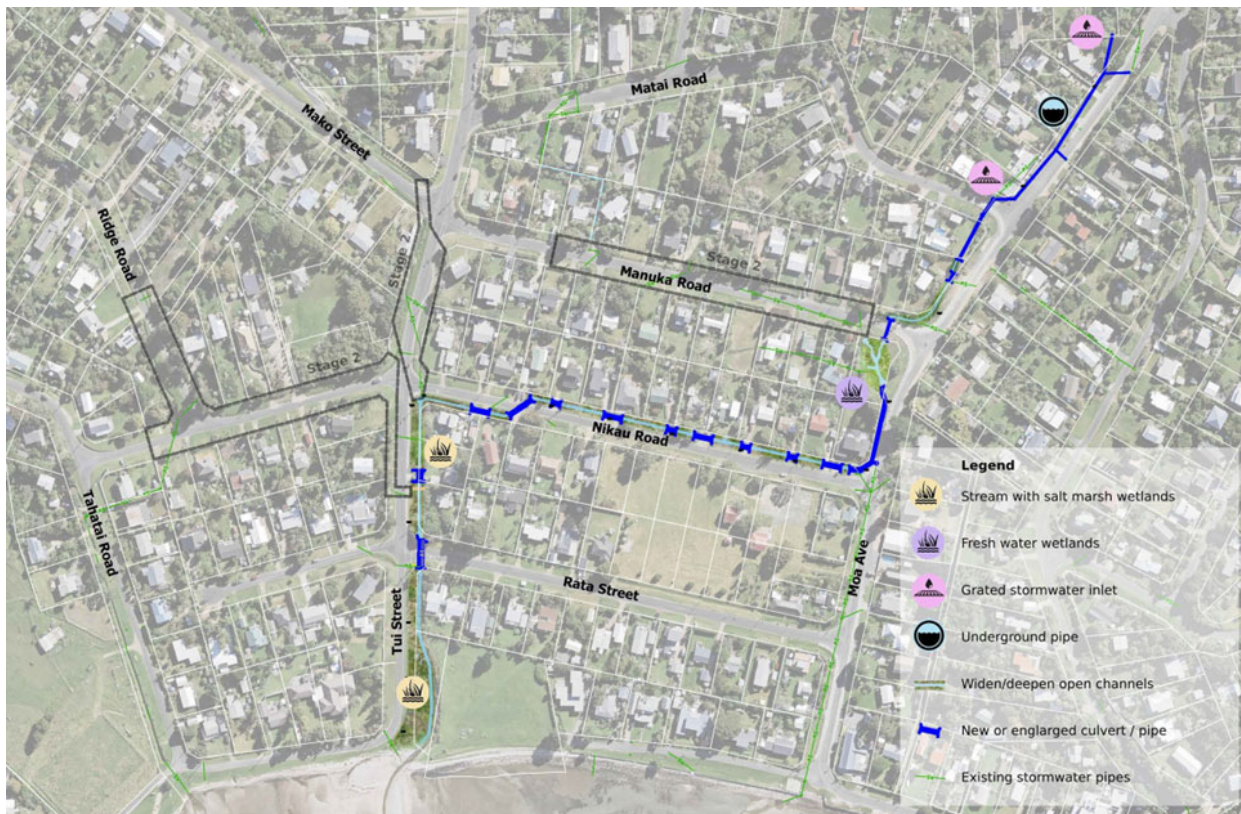 Matai Road
Mako Street
Ridge Road
Stage 2
Stage 2
Manuka Road
Stage 2
Nikau Road
Tahatai Road
Rata Street
Tui Street
Moa Ave
Legend
Stream with salt marsh wetlands
Fresh water wetlands
Grated stormwater inlet
Underground pipe
Widen/deepen open channels
New or englarged culvert / pipe
Existing stormwater pipes